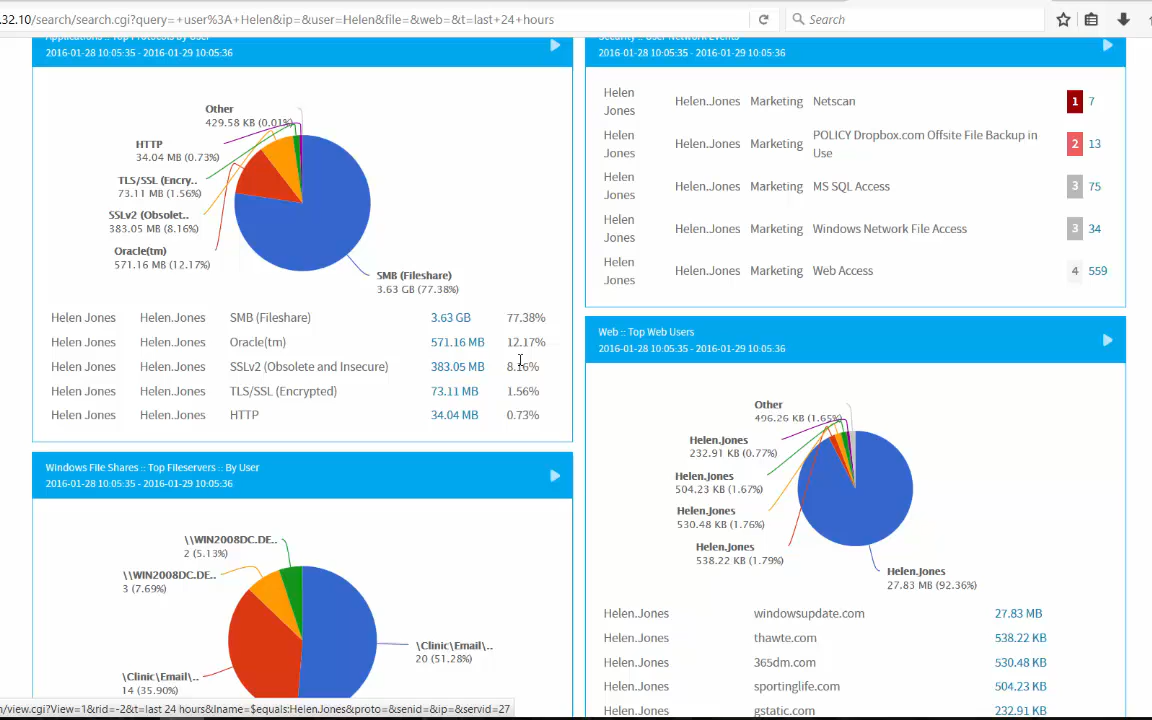 .32.10/search/search.cgi?query=+user%3A+Helen&ip=&user=Helen&file=&web=&t=last+24+hours
Search
Applications :: Top Protocols By User
2016-01-28 10:05:35 - 2016-01-29 10:05:36
Other
429.58 KB (0.01%)
HTTP
34.04 MB (0.73%)
TLS/SSL (Encry..
73.11 MB (1.56%)
SSLv2 (Obsolet..
383.05 MB (8.16%)
Oracle(tm)
571.16 MB (12.17%)
SMB (Fileshare)
3.63 GB (77.38%)
Helen Jones Helen.Jones SMB (Fileshare) 3.63 GB 77.38%
Helen Jones Helen.Jones Oracle(tm) 571.16 MB 12.17%
Helen Jones Helen.Jones SSLv2 (Obsolete and Insecure) 383.05 MB 8.16%
Helen Jones Helen.Jones TLS/SSL (Encrypted) 73.11 MB 1.56%
Helen Jones Helen.Jones HTTP 34.04 MB 0.73%
Windows File Shares :: Top Fileservers :: By User
2016-01-28 10:05:35 - 2016-01-29 10:05:36
\\WIN2008DC.DE..
2 (5.13%)
\\WIN2008DC.DE..
3 (7.69%)
\Clinic\Email\..
20 (51.28%)
\Clinic\Email\..
14 (35.90%)
Security :: User Network Events
2016-01-28 10:05:35 - 2016-01-29 10:05:36
Helen
Jones Helen.Jones Marketing Netscan 1 7
Helen
Jones Helen.Jones Marketing POLICY Dropbox.com Offsite File Backup in
Use 2 13
Helen
Jones Helen.Jones Marketing MS SQL Access 3 75
Helen
Jones Helen.Jones Marketing Windows Network File Access 3 34
Helen
Jones Helen.Jones Marketing Web Access 4 559
Web :: Top Web Users
2016-01-28 10:05:35 - 2016-01-29 10:05:36
Other
496.26 KB (1.65%)
Helen.Jones
232.91 KB (0.77%)
Helen.Jones
504.23 KB (1.67%)
Helen.Jones
530.48 KB (1.76%)
Helen.Jones
538.22 KB (1.79%)
Helen.Jones
27.83 MB (92.36%)
Helen.Jones windowsupdate.com 27.83 MB
Helen.Jones thawte.com 538.22 KB
Helen.Jones 365dm.com 530.48 KB
Helen.Jones sportinglife.com 504.23 KB
Helen.Jones gstatic.com 232.91 KB
/view.cgi?View=1&rid=-2&t=last 24 hours&lname=$equals:Helen.Jones&proto=&senid=&ip=&servid=27